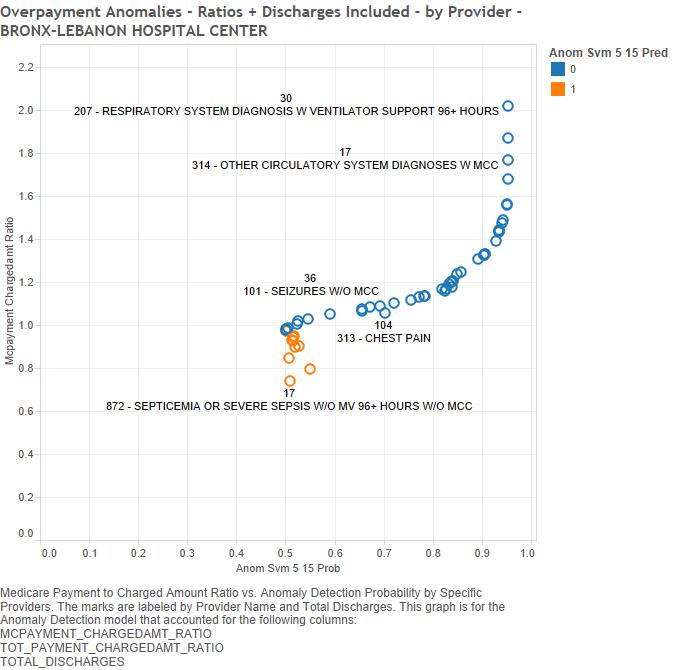 Overpayment Anomalies - Ratios + Discharges Included - by Provider -
BRONX-LEBANON HOSPITAL CENTER
Anom Svm 5 15 Pred
0
1
2.2
2.0
1.8
1.6
1.4
1.2
1.0
0.8
0.6
0.4
0.2
0.0
Mcpayment Chargedamt Ratio
30
207 - RESPIRATORY SYSTEM DIAGNOSIS W VENTILATOR SUPPORT 96+ HOURS
17
314 - OTHER CIRCULATORY SYSTEM DIAGNOSES W MCC
36
101 - SEIZURES W/O MCC
104
313 - CHEST PAIN
17
872 - SEPTICEMIA OR SEVERE SEPSIS W/O MV 96+ HOURS W/O MCC
0.0 0.1 0.2 0.3 0.4 0.5 0.6 0.7 0.8 0.9 1.0
Anom Svm 5 15 Prob
Medicare Payment to Charged Amount Ratio vs. Anomaly Detection Probability by Specific
Providers. The marks are labeled by Provider Name and Total Discharges. This graph is for the
Anomaly Detection model that accounted for the following columns:
MCPAYMENT_CHARGEDAMT_RATIO
TOT_PAYMENT_CHARGEDAMT_RATIO
TOTAL_DISCHARGES